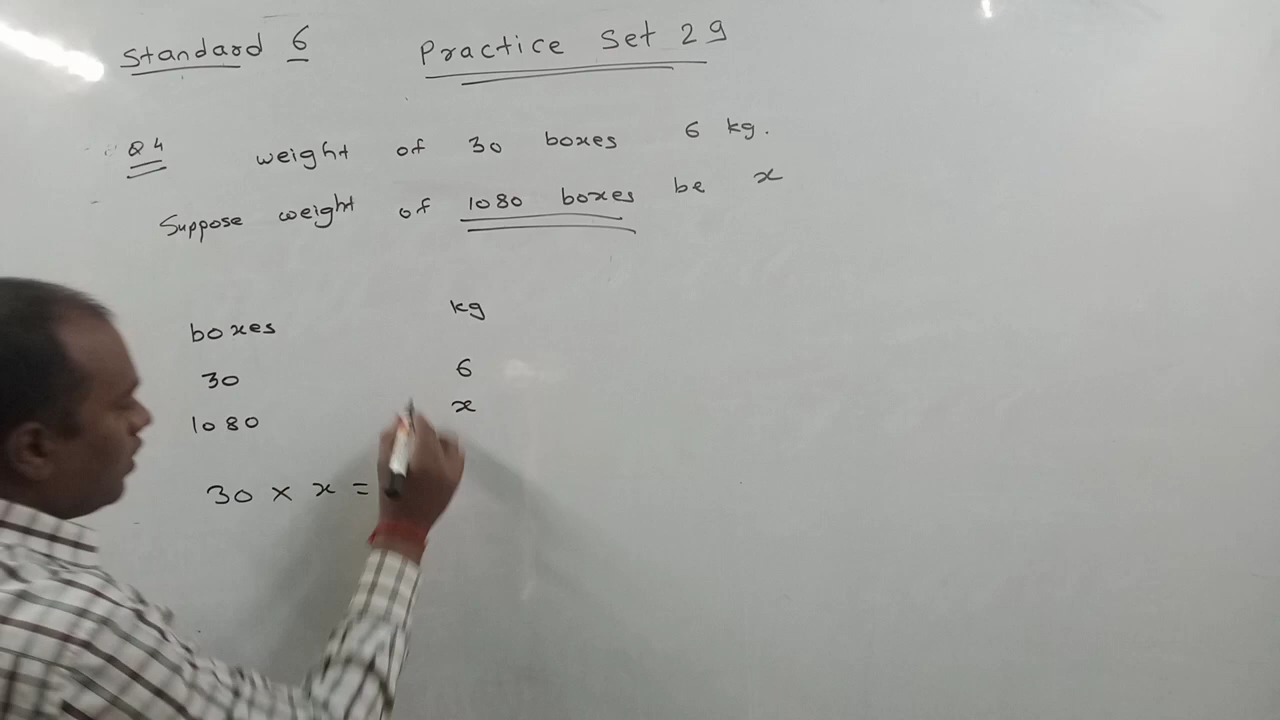 Standard 6 Practice Set 29
Q4 weight of 30 boxes 6 kg.
Suppose weight of 1080 boxes be x
boxes kg
30 6
1080 x
30 × x =